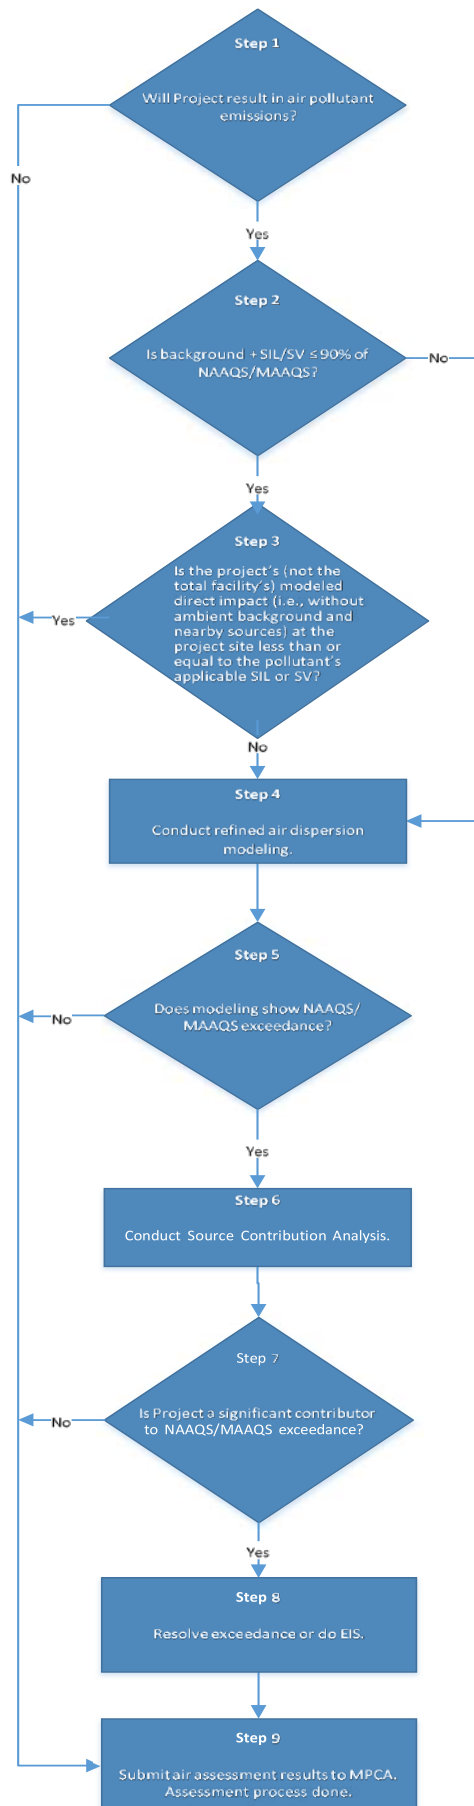 Step 1
Will Project result in air pollutant
emissions?
No
Yes
Step 2
Is background + SIL/SV ≤ 90% of
NAAQS/MAAQS?
No
Yes
Step 3
Is the project's (not the
total facility's) modeled
direct impact (i.e., without
ambient background and
nearby sources) at the
project site less than or
equal to the pollutant's
applicable SIL or SV?
Yes
No
Step 4
Conduct refined air dispersion
modeling.
Step 5
Does modeling show NAAQS/
MAAQS exceedance?
No
Yes
Step 6
Conduct Source Contribution Analysis.
Step 7
Is Project a significant contributor
to NAAQS/MAAQS exceedance?
No
Yes
Step 8
Resolve exceedance or do EIS.
Step 9
Submit air assessment results to MPCA.
Assessment process done.